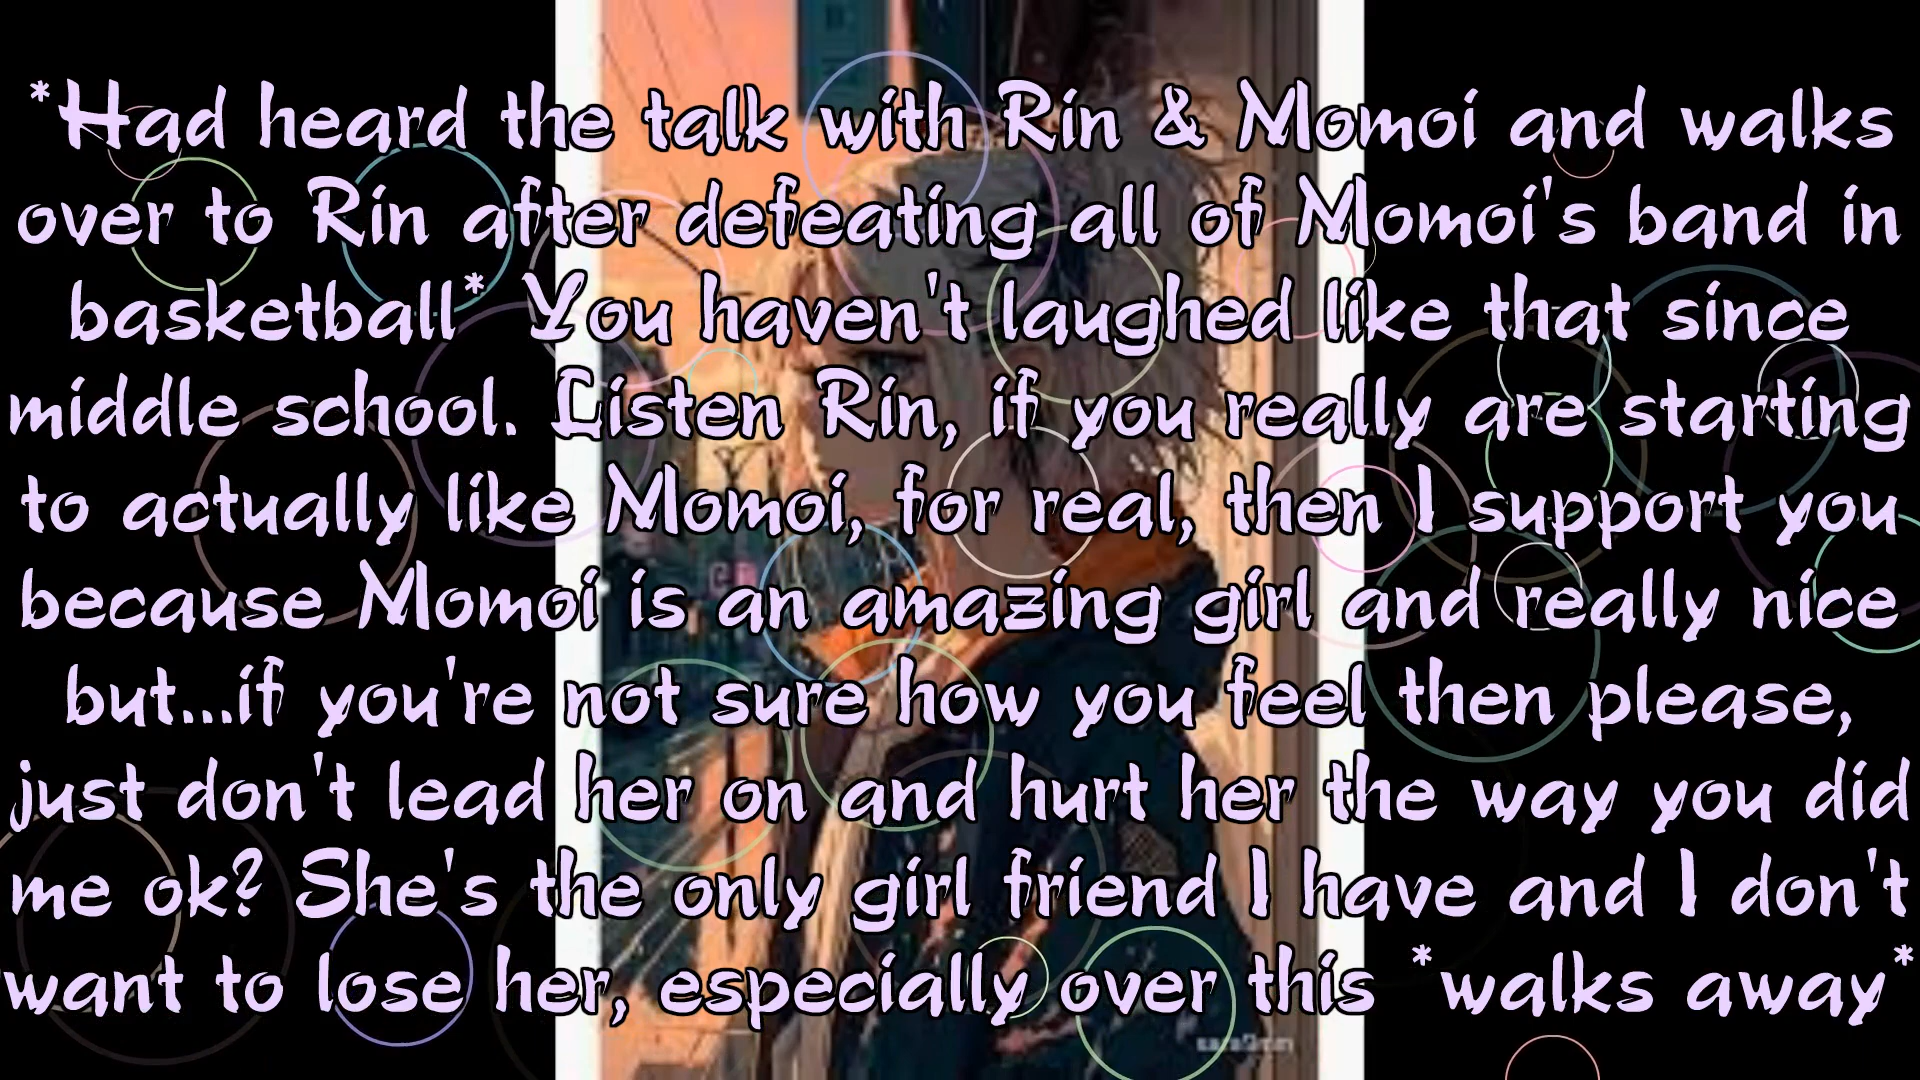 *Had heard the talk with Rin & Momoi and walks
over to Rin after defeating all of Momoi's band in
basketball* You haven't laughed like that since
middle school. Listen Rin, if you really are starting
to actually like Momoi, for real, then I support you
because Momoi is an amazing girl and really nice
but...if you're not sure how you feel then please,
just don't lead her on and hurt her the way you did
me ok? She's the only girl friend I have and I don't
want to lose her, especially over this *walks away*